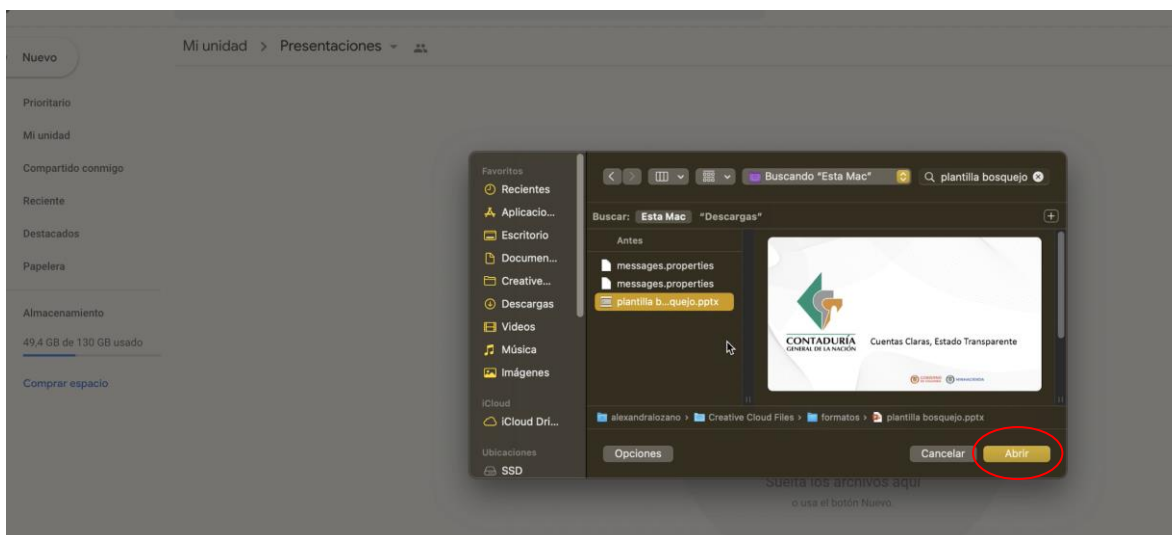 Nuevo
Mi unidad > Presentaciones
Prioritario
Mi unidad
Compartido conmigo
Reciente
Destacados
Papelera
Almacenamiento
49,4 GB de 130 GB usado
Comprar espacio
Favoritos
Recientes
Aplicacio...
Escritorio
Documen...
Creative...
Descargas
Videos
Música
Imágenes
iCloud
iCloud Dri...
Ubicaciones
SSD
Buscando "Esta Mac"
plantilla bosquejo
Buscar: Esta Mac "Descargas"
Antes
messages.properties
messages.properties
plantilla b...quejo.pptx
CONTADURÍA
GENERAL DE LA NACIÓN
Cuentas Claras, Estado Transparente
alexandralozano > Creative Cloud Files > formatos > plantilla bosquejo.pptx
Opciones
Cancelar
Abrir
Suelta los archivos aquí
o usa el botón Nuevo.